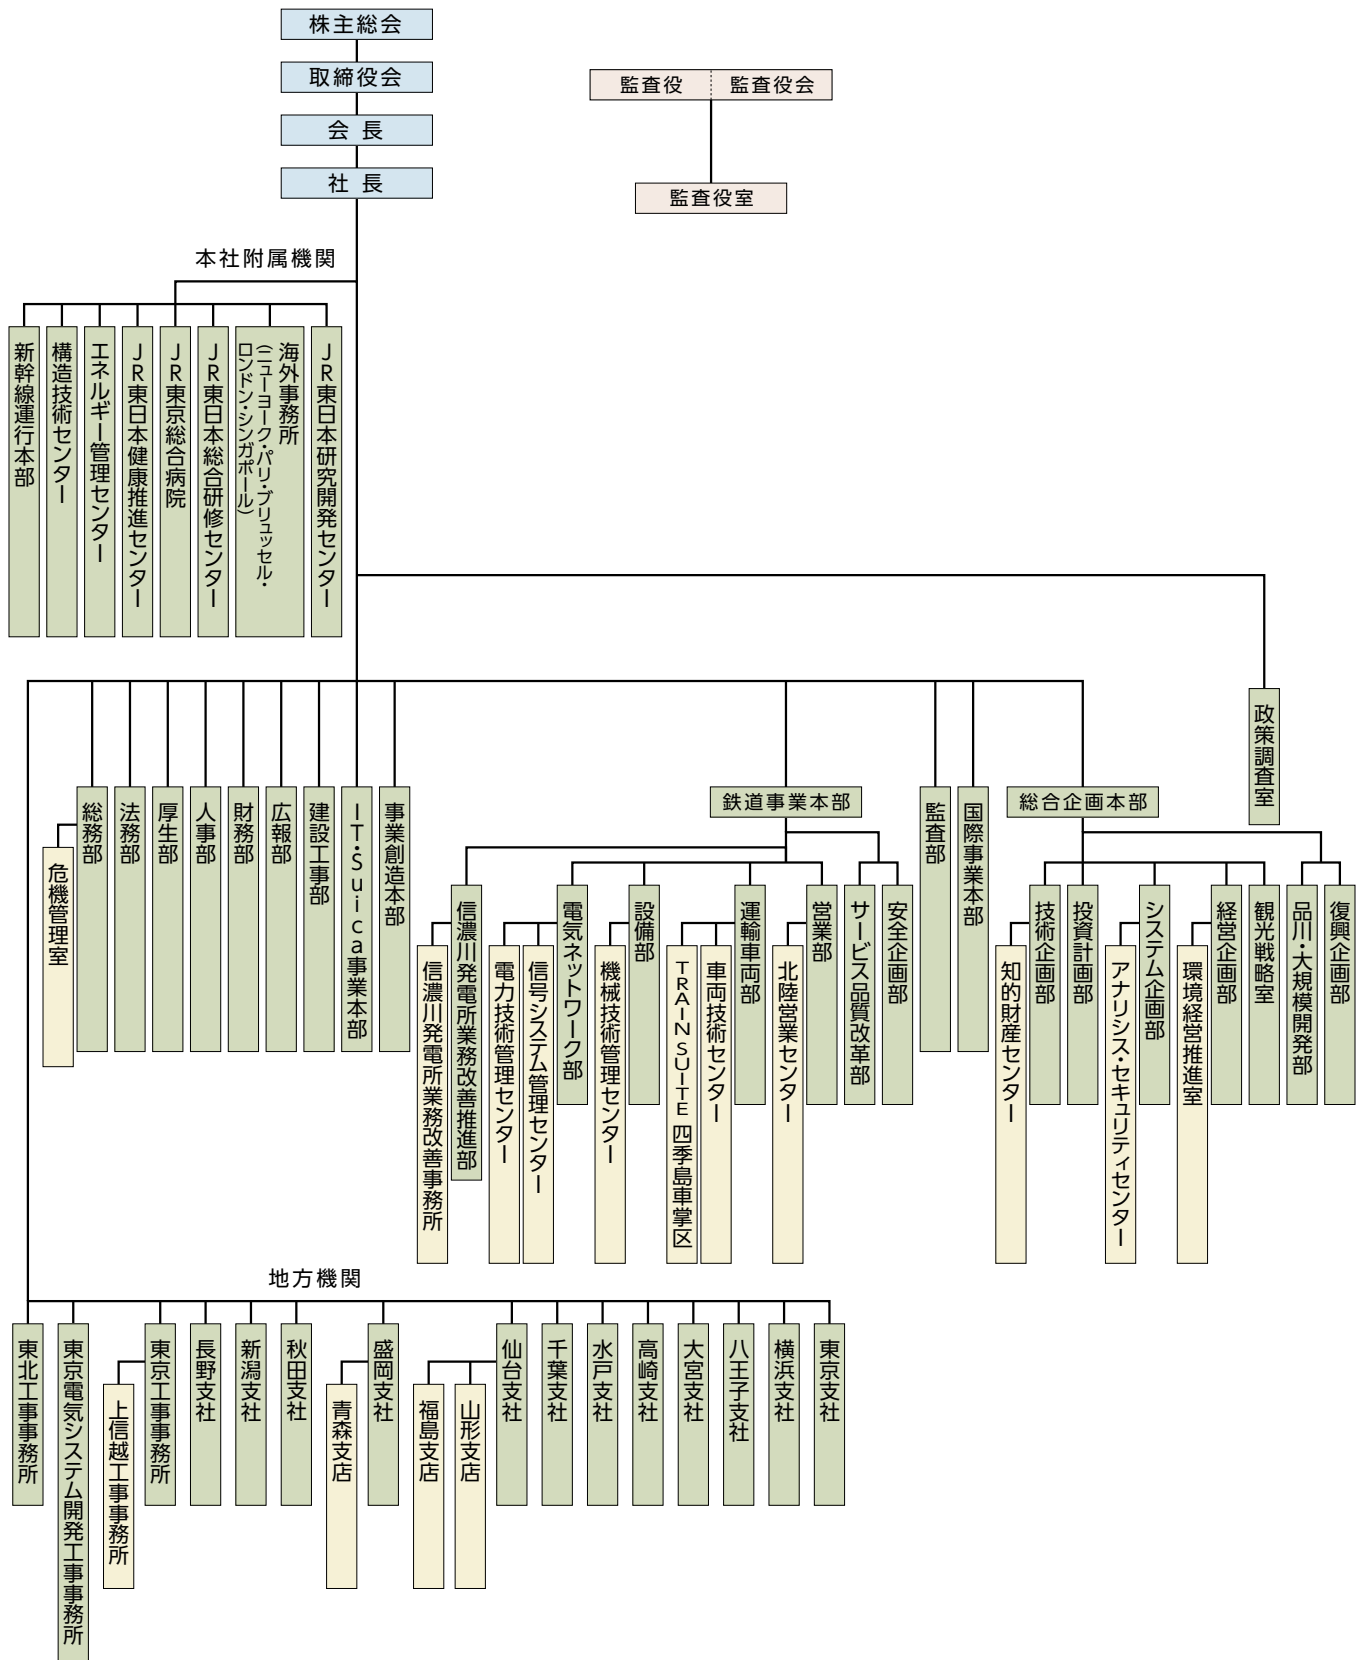 株主総会
取締役会
会長
社長
監査役
監査役会
監査役室
本社附属機関
JR東日本研究開発センター
海外事務所
（ニューヨーク・パリ・ブリュッセル・
ロンドン・シンガポール）
JR東日本総合研修センター
JR東京総合病院
JR東日本健康推進センター
エネルギー管理センター
構造技術センター
新幹線運行本部
政策調査室
総合企画本部
復興企画部
品川・大規模開発部
観光戦略室
経営企画部
環境経営推進室
システム企画部
アナリシス・セキュリティセンター
投資計画部
技術企画部
知的財産センター
国際事業本部
監査部
鉄道事業本部
安全企画部
サービス品質改革部
営業部
北陸営業センター
運輸車両部
車両技術センター
TRAIN SUITE 四季島車掌区
設備部
機械技術管理センター
電気ネットワーク部
信号システム管理センター
電力技術管理センター
信濃川発電所業務改善推進部
信濃川発電所業務改善事務所
事業創造本部
IT・Suica事業本部
建設工事部
広報部
財務部
人事部
厚生部
法務部
総務部
危機管理室
地方機関
東京支社
横浜支社
八王子支社
大宮支社
高崎支社
水戸支社
千葉支社
仙台支社
山形支店
福島支店
盛岡支社
青森支店
秋田支社
新潟支社
長野支社
東京工事事務所
上信越工事事務所
東京電気システム開発工事事務所
東北工事事務所